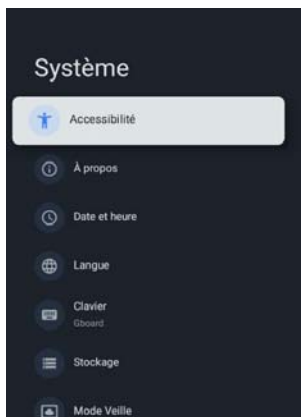 Système
Accessibilité
À propos
Date et heure
Langue
Clavier
Gboard
Stockage
Mode Veille